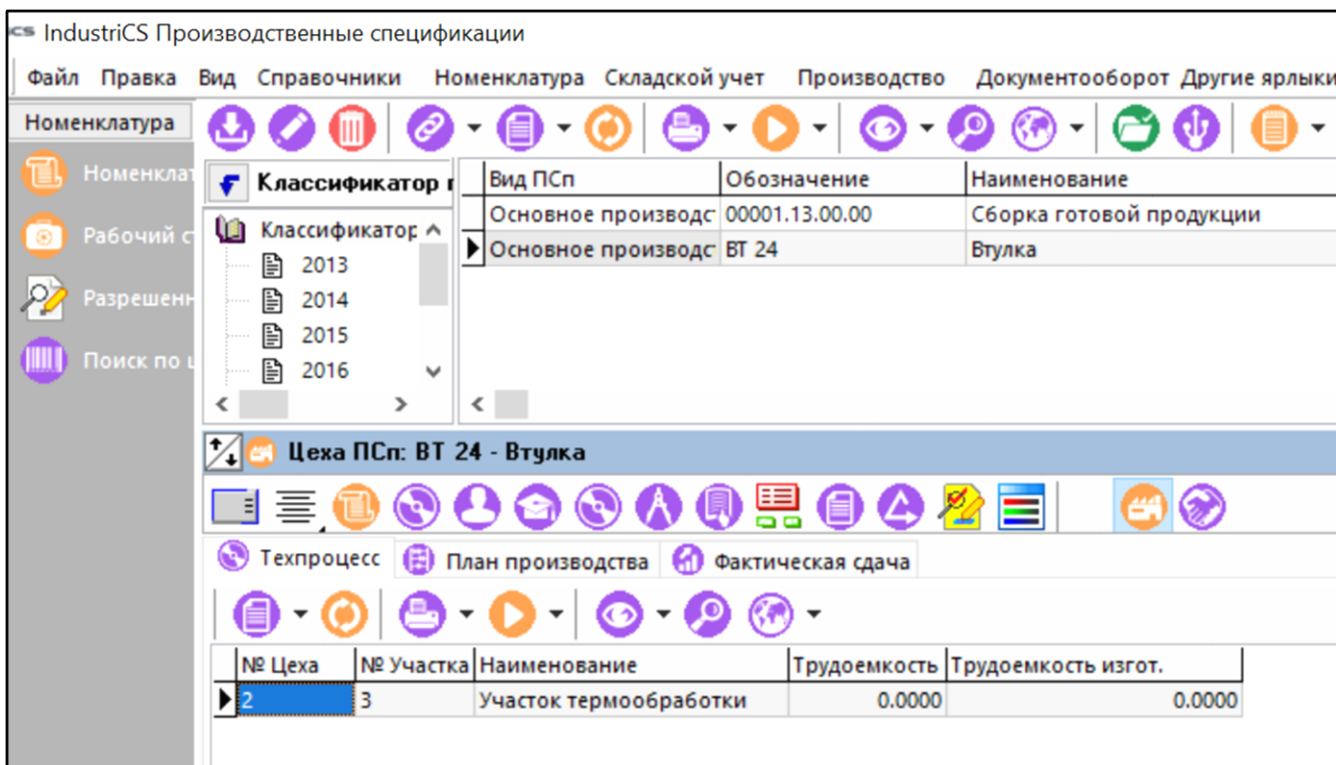 cs IndustriCS Производственные спецификации
Файл Правка Вид Справочники Номенклатура Складской учет Производство Документооборот Другие ярлыки
Номенклатура
Номенклат
Рабочий с
Разрешенн
Поиск по
Классификатор
Классификатор
2013
2014
2015
2016
Вид ПСп Обозначение Наименование
Основное производс 00001.13.00.00 Сборка готовой продукции
Основное производс ВТ 24 Втулка
Цеха ПСп: ВТ 24 - Втулка
Техпроцесс План производства Фактическая сдача
№ Цеха № Участка Наименование Трудоемкость Трудоемкость изгот.
2 3 Участок термообработки 0.0000 0.0000